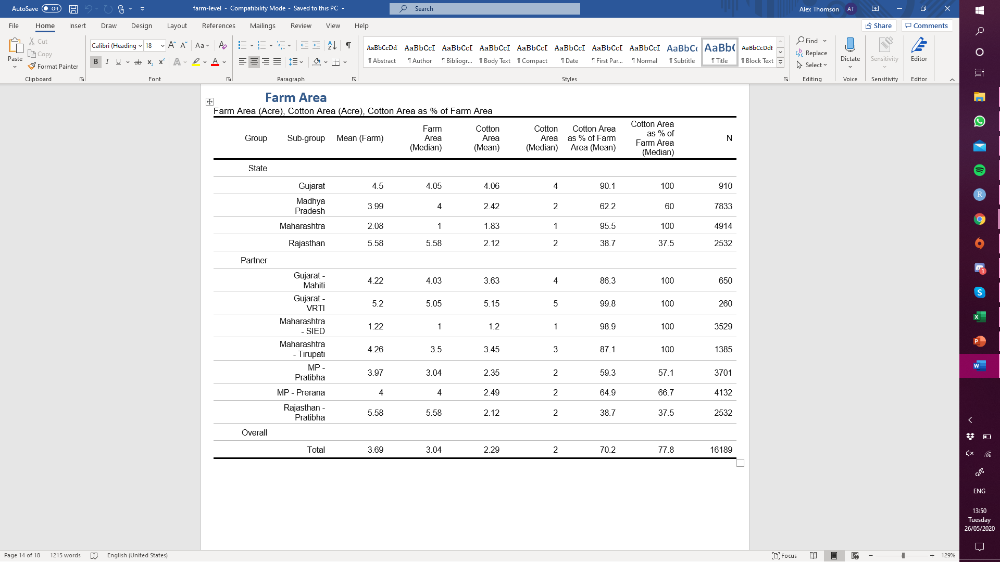 AutoSave Off farm-level - Compatibility Mode - Saved to this PC Search Alex Thomson AT
File Home Insert Draw Design Layout References Mailings Review View Help Share Comments
Paste Cut Copy Format Painter Clipboard
Calibri (Heading 18 Aa B I U ab x2 x2 A A Font
Paragraph
AaBbCcDd AaBbCcI AaBbCcI AaBbCcI AaBbCcI AaBbCcI AaBbCcI AaBbCcI AaBbCc AaBb( AaBbCcDdE
¶ Abstract ¶ Author ¶ Bibliogr... ¶ Body Text ¶ Compact ¶ Date ¶ First Par... ¶ Normal ¶ Subtitle ¶ Title ¶ Block Text
Styles
Find Replace Select Editing
Dictate Voice
Sensitivity Sensitivity
Editor Editor
Farm Area
Farm Area (Acre), Cotton Area (Acre), Cotton Area as % of Farm Area
Group Sub-group Mean (Farm) Farm Area (Median) Cotton Area (Mean) Cotton Area (Median) Cotton Area as % of Farm Area (Mean) Cotton Area as % of Farm Area (Median) N
State
Gujarat 4.5 4.05 4.06 4 90.1 100 910
Madhya Pradesh 3.99 4 2.42 2 62.2 60 7833
Maharashtra 2.08 1 1.83 1 95.5 100 4914
Rajasthan 5.58 5.58 2.12 2 38.7 37.5 2532
Partner
Gujarat - Mahiti 4.22 4.03 3.63 4 86.3 100 650
Gujarat - VRTI 5.2 5.05 5.15 5 99.8 100 260
Maharashtra - SIED 1.22 1 1.2 1 98.9 100 3529
Maharashtra - Tirupati 4.26 3.5 3.45 3 87.1 100 1385
MP - Pratibha 3.97 3.04 2.35 2 59.3 57.1 3701
MP - Prerana 4 4 2.49 2 64.9 66.7 4132
Rajasthan - Pratibha 5.58 5.58 2.12 2 38.7 37.5 2532
Overall
Total 3.69 3.04 2.29 2 70.2 77.8 16189
Page 14 of 18 1215 words English (United States) Focus 129%
R
1
S
X
P
W
ENG
13:50
Tuesday
26/05/2020